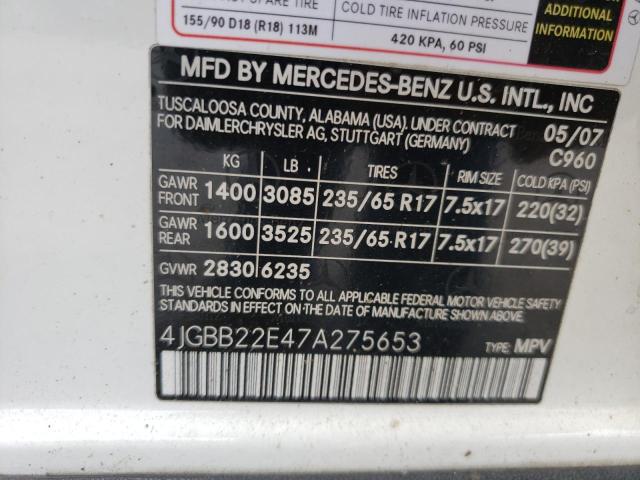 SPARE TIRE
COLD TIRE INFLATION PRESSURE
155/90 D18 (R18) 113M
420 KPA, 60 PSI
ADDITIONAL
INFORMATION
MFD BY MERCEDES-BENZ U.S. INTL., INC
TUSCALOOSA COUNTY, ALABAMA (USA). UNDER CONTRACT 05/07
FOR DAIMLERCHRYSLER AG, STUTTGART (GERMANY) C960
KG LB TIRES RIM SIZE COLD KPA (PSI)
GAWR FRONT 1400 3085 235/65 R17 7.5x17 220(32)
GAWR REAR 1600 3525 235/65 R17 7.5x17 270(39)
GVWR 2830 6235
THIS VEHICLE CONFORMS TO ALL APPLICABLE FEDERAL MOTOR VEHICLE SAFETY
STANDARDS IN EFFECT ON THE DATE OF MANUFACTURE SHOWN ABOVE.
4JGBB22E47A275653 TYPE: MPV